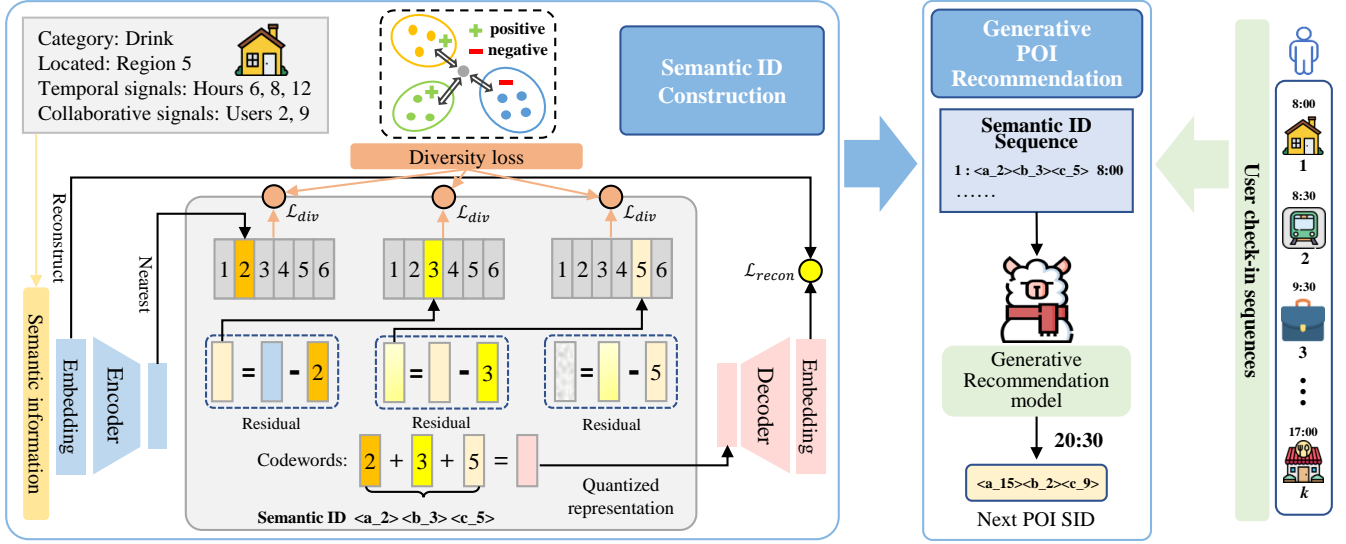 Category: Drink
Located: Region 5
Temporal signals: Hours 6, 8, 12
Collaborative signals: Users 2, 9
+ positive
- negative
Semantic ID
Construction
Diversity loss
Reconstruct
Nearest
ℒ_div
ℒ_div
ℒ_div
1 2 3 4 5 6
1 2 3 4 5 6
1 2 3 4 5 6
ℒ_recon
Semantic information
Embedding
Encoder
= - 2
= - 3
= - 5
Residual
Residual
Residual
Codewords: 2 + 3 + 5 =
Quantized
representation
Semantic ID <a_2><b_3><c_5>
Decoder
Embedding
Generative
POI
Recommendation
Semantic ID
Sequence
1 : <a_2><b_3><c_5> 8:00
......
Generative
Recommendation
model
20:30
<a_15><b_2><c_9>
Next POI SID
User check-in sequences
8:00
1
8:30
2
9:30
3
17:00
k